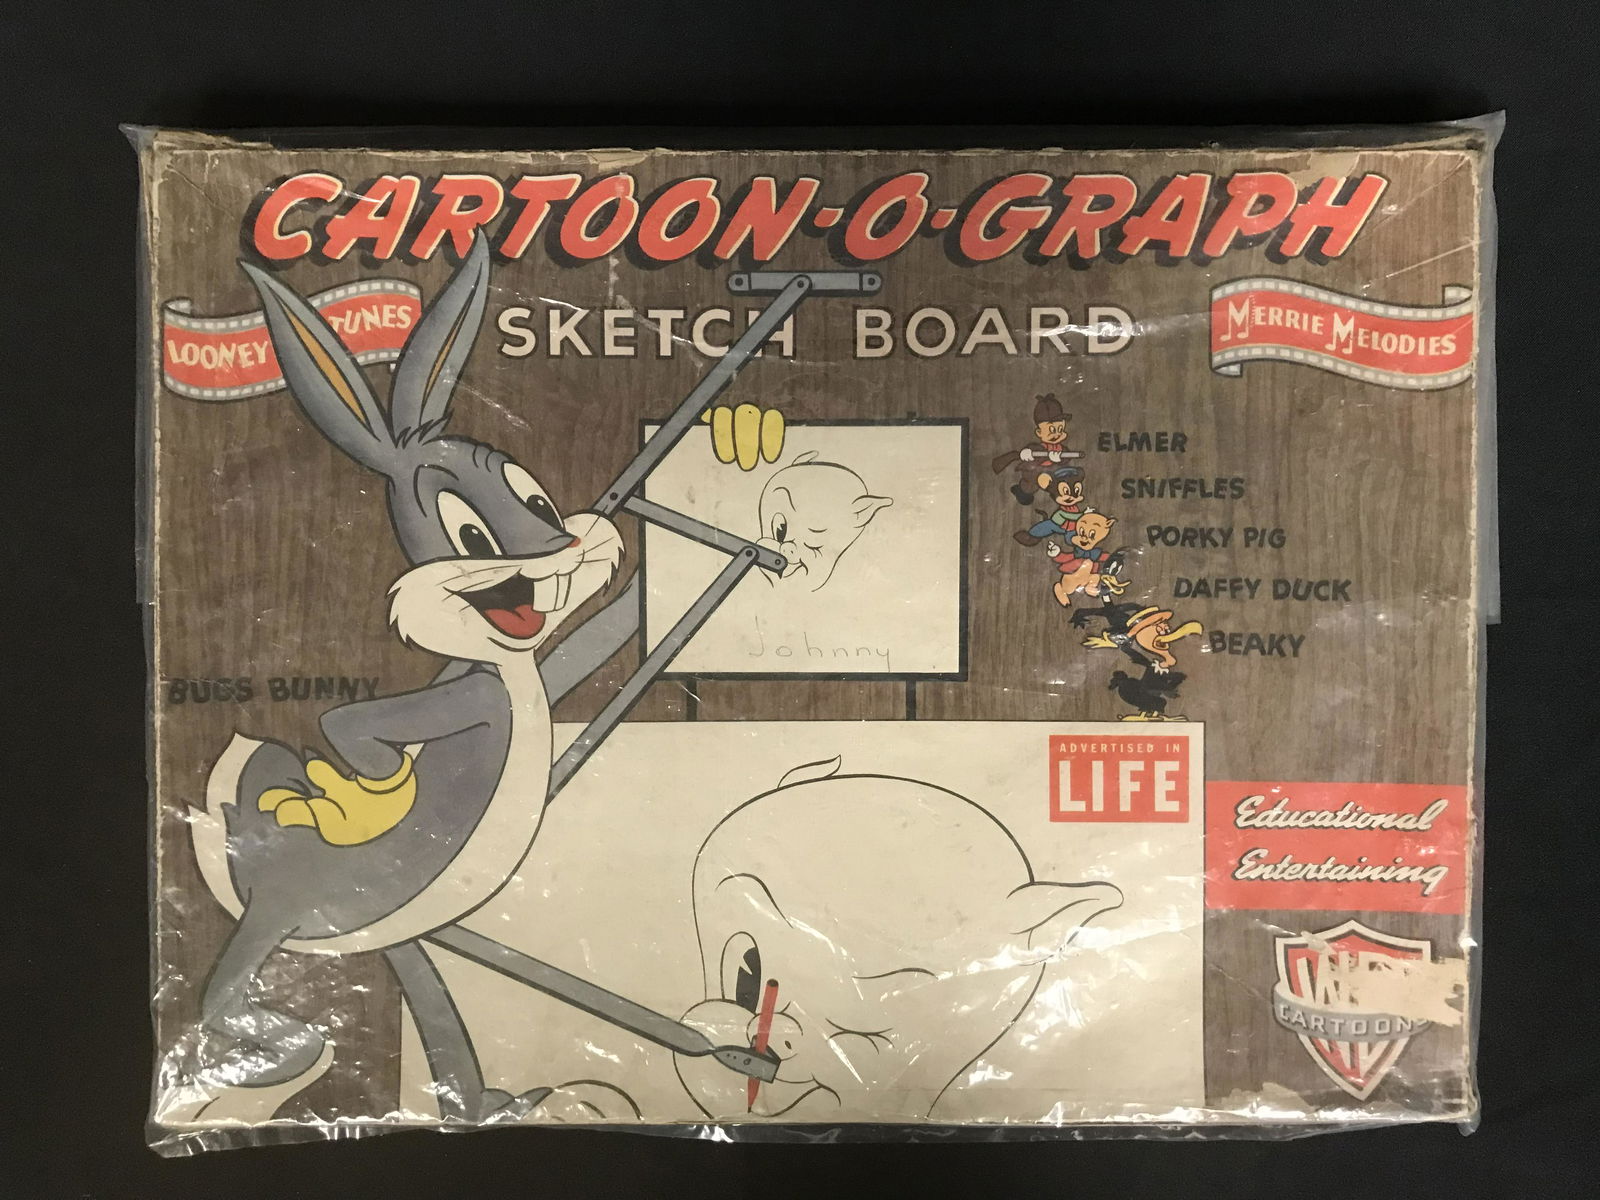 CARTOON-O-GRAPH
SKETCH BOARD
LOONEY TUNES
MERRIE MELODIES
ELMER
SNIFFLES
PORKY PIG
DAFFY DUCK
BEAKY
Johnny
BUGS BUNNY
ADVERTISED IN
LIFE
Educational
Entertaining
CARTOONS